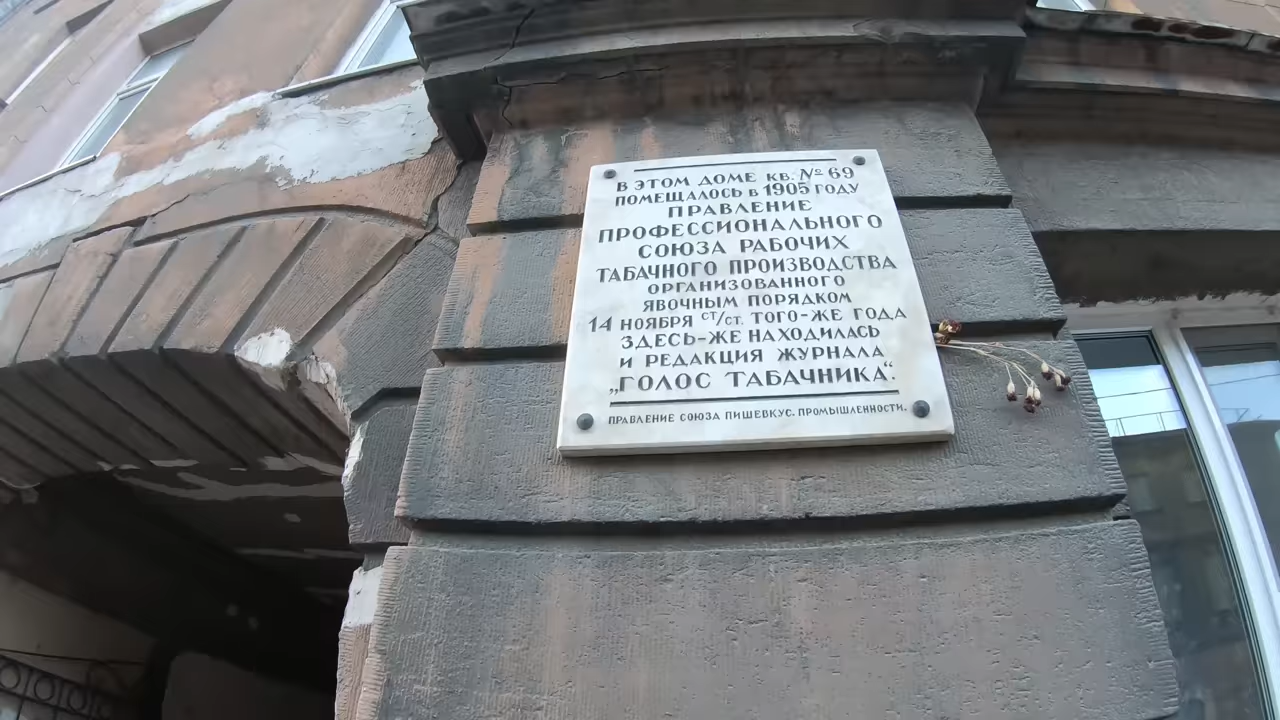 В ЭТОМ ДОМЕ КВ. № 69
ПОМЕЩАЛОСЬ В 1905 ГОДУ
ПРАВЛЕНИЕ
ПРОФЕССИОНАЛЬНОГО
СОЮЗА РАБОЧИХ
ТАБАЧНОГО ПРОИЗВОДСТВА
ОРГАНИЗОВАННОГО
ЯВОЧНЫМ ПОРЯДКОМ
14 НОЯБРЯ СТ/СТ. ТОГО-ЖЕ ГОДА
ЗДЕСЬ-ЖЕ НАХОДИЛАСЬ
И РЕДАКЦИЯ ЖУРНАЛА
„ГОЛОС ТАБАЧНИКА“.
ПРАВЛЕНИЕ СОЮЗА ПИЩЕВКУС. ПРОМЫШЛЕННОСТИ.